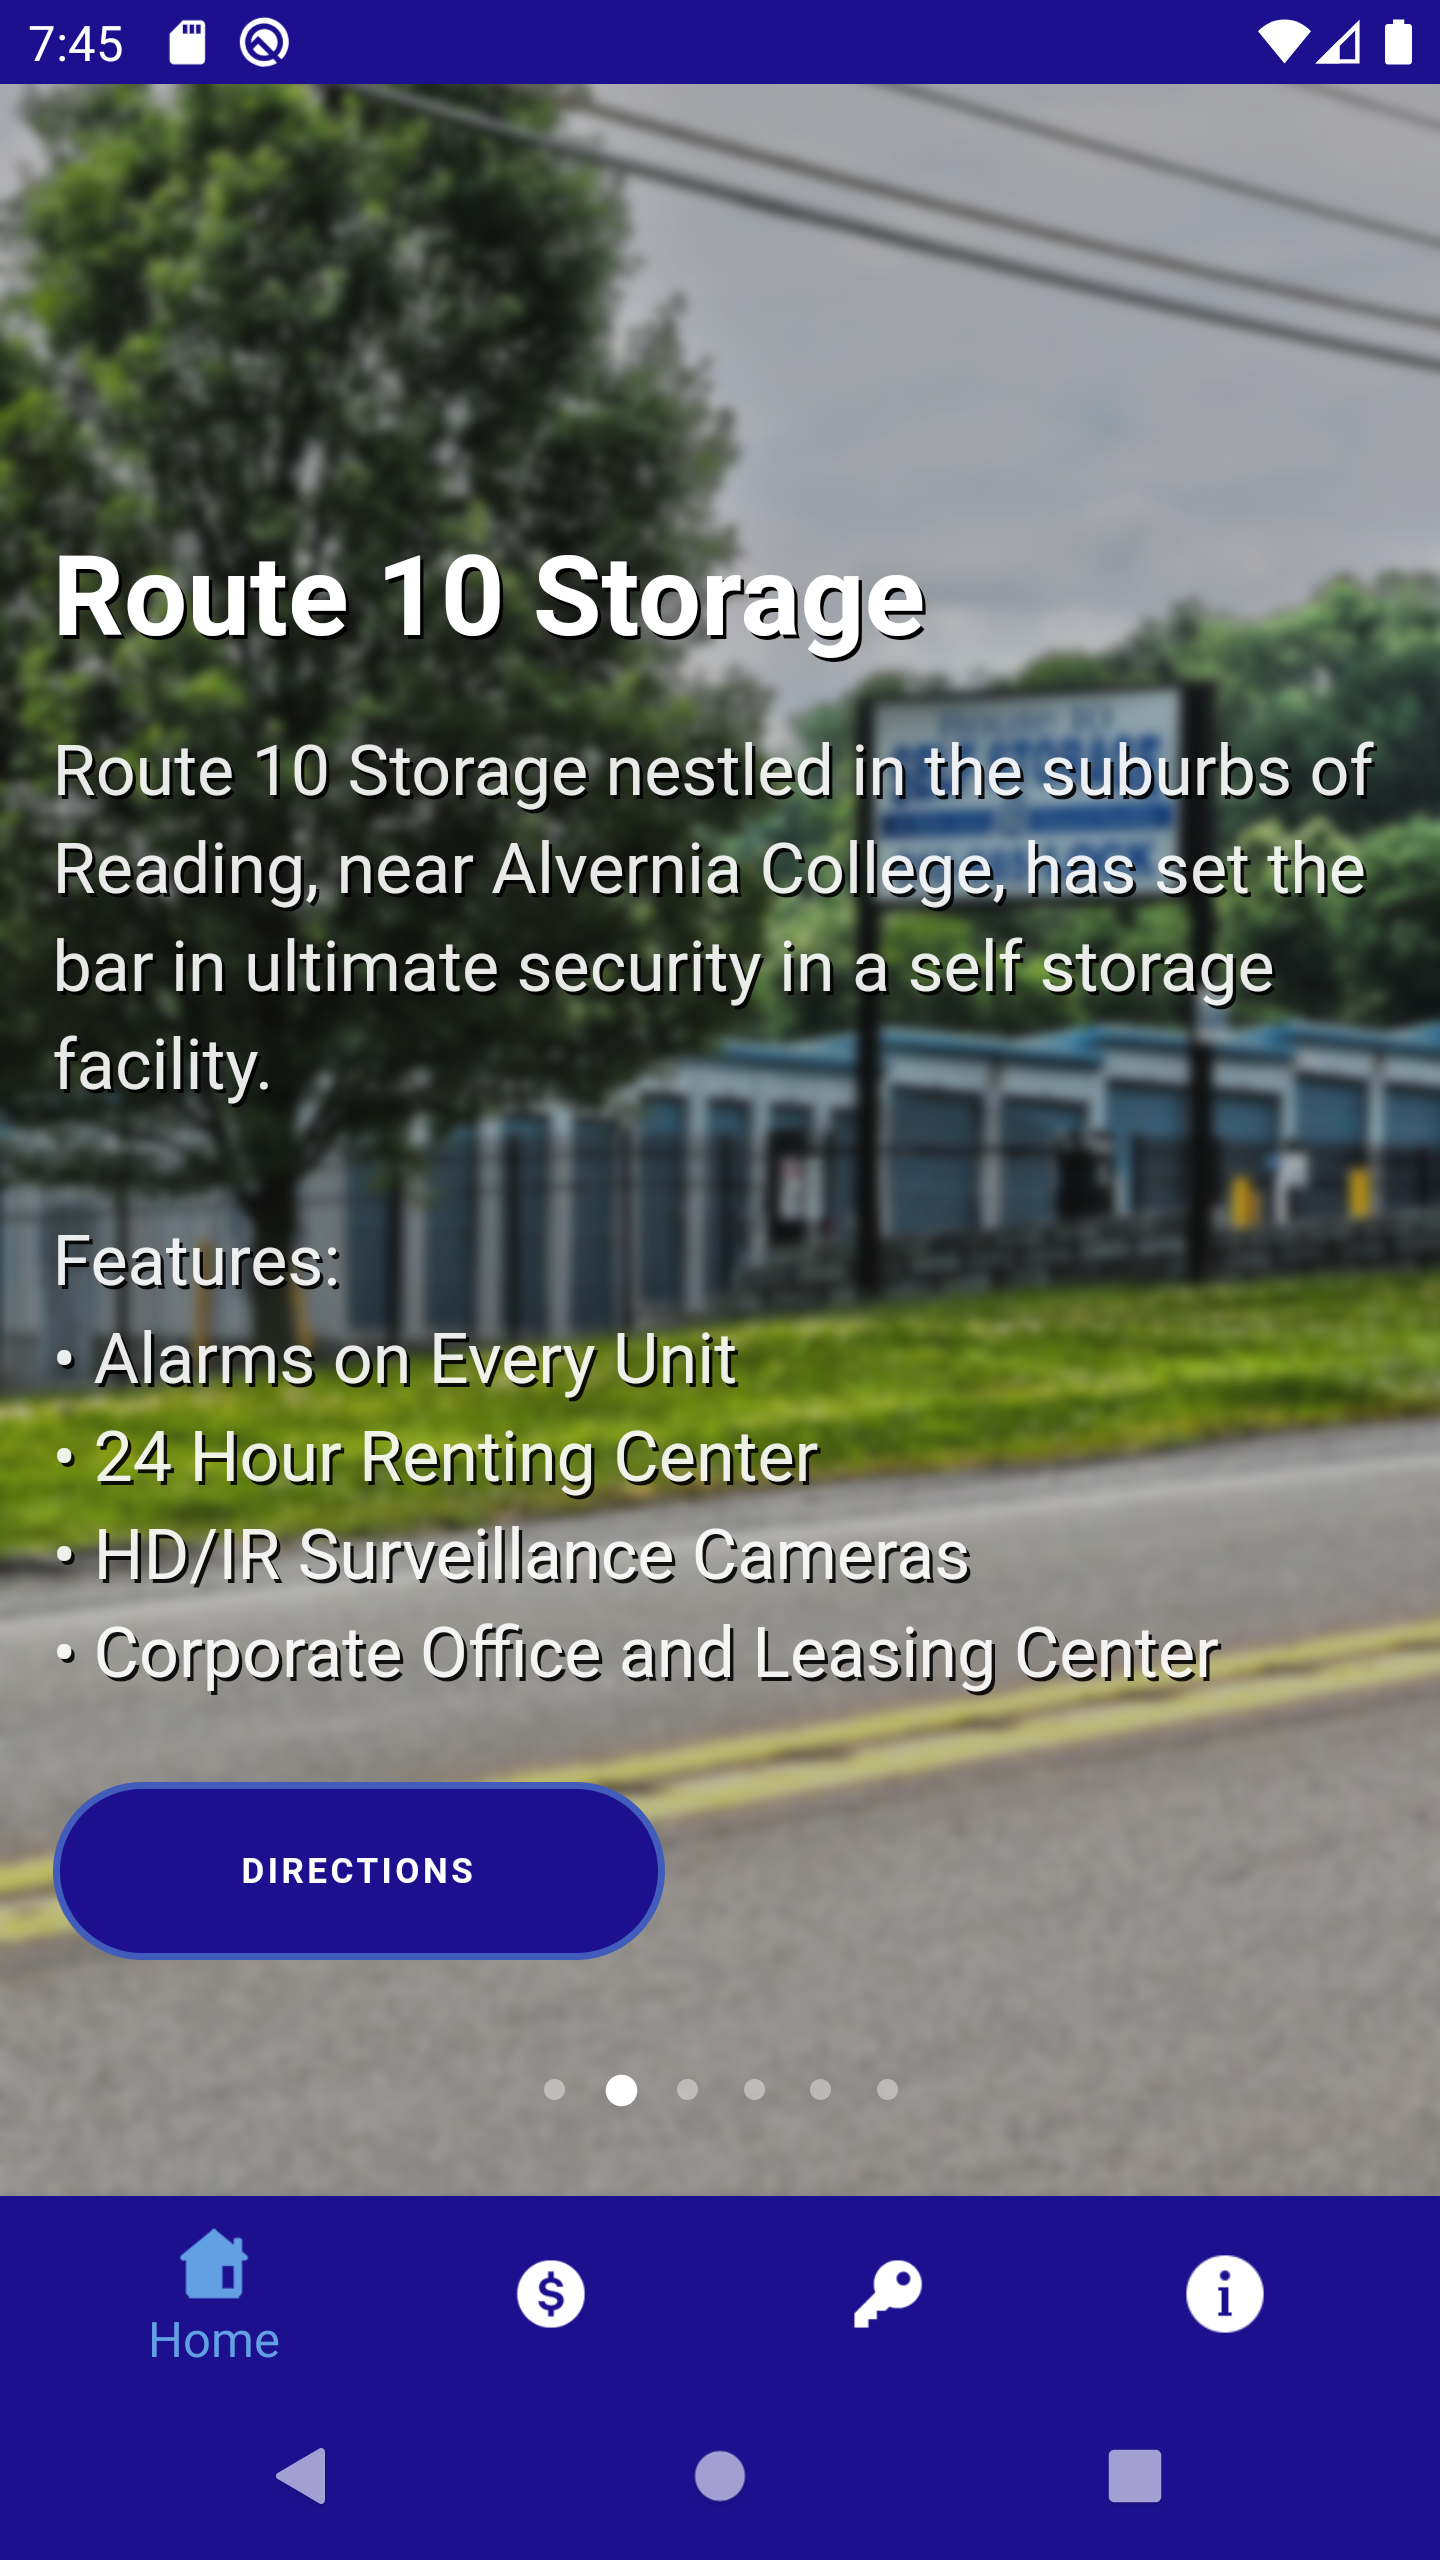 7:45
Route 10 Storage
Route 10 Storage nestled in the suburbs of
Reading, near Alvernia College, has set the
bar in ultimate security in a self storage
facility.
Features:
• Alarms on Every Unit
• 24 Hour Renting Center
• HD/IR Surveillance Cameras
• Corporate Office and Leasing Center
DIRECTIONS
Home